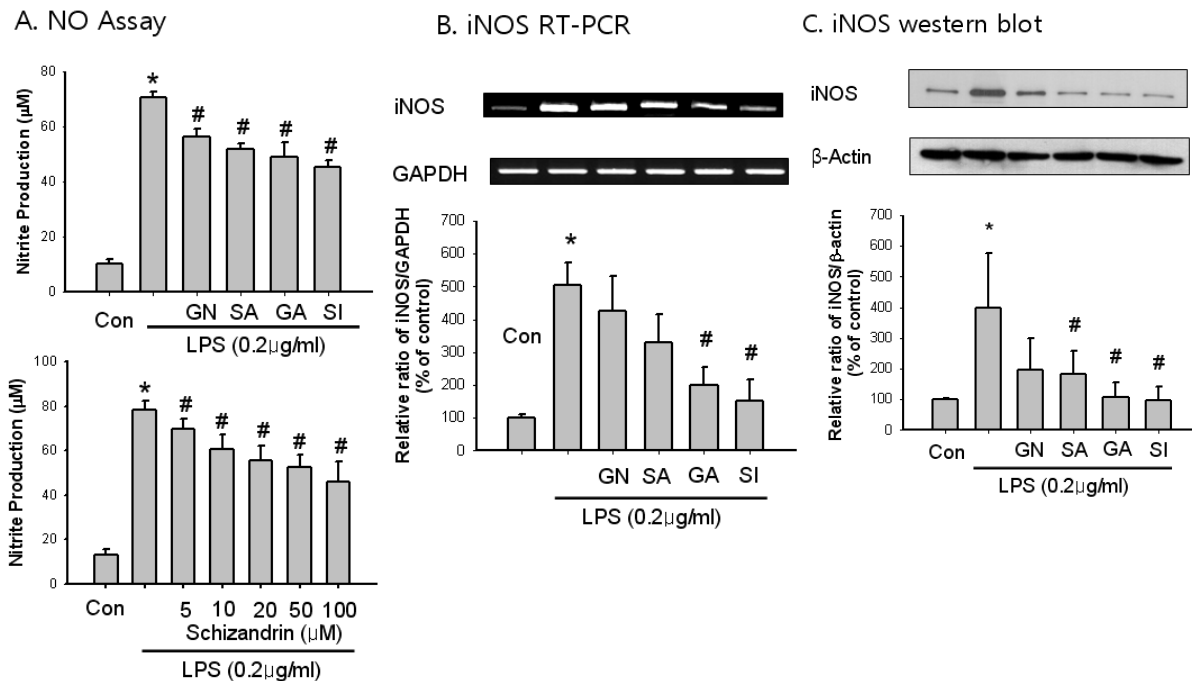 A. NO Assay
Nitrite Production (µM)
80
60
40
20
0
*
#
#
#
#
Con
GN SA GA SI
LPS (0.2µg/ml)
Nitrite Production (µM)
100
80
60
40
20
0
*
#
#
#
#
#
Con
5 10 20 50 100
Schizandrin (µM)
LPS (0.2µg/ml)
B. iNOS RT-PCR
iNOS
GAPDH
Relative ratio of iNOS/GAPDH
(% of control)
700
600
500
400
300
200
100
0
*
#
#
Con
GN SA GA SI
LPS (0.2µg/ml)
C. iNOS western blot
iNOS
β-Actin
Relative ratio of iNOS/β-actin
(% of control)
700
600
500
400
300
200
100
0
*
#
#
#
Con
GN SA GA SI
LPS (0.2µg/ml)